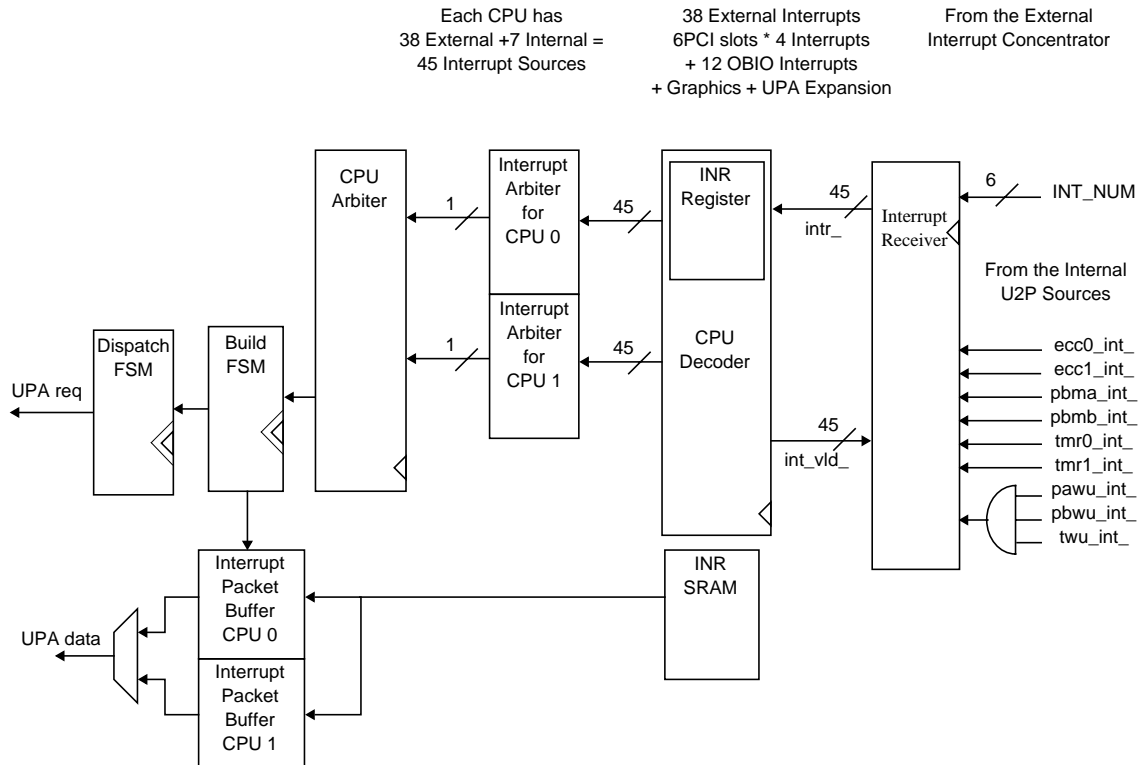 Each CPU has
38 External +7 Internal =
45 Interrupt Sources
38 External Interrupts
6PCI slots * 4 Interrupts
+ 12 OBIO Interrupts
+ Graphics + UPA Expansion
From the External
Interrupt Concentrator
CPU
Arbiter
Interrupt
Arbiter
for
CPU 0
INR
Register
Interrupt
Receiver
1
45
45
intr_
6
INT_NUM
From the Internal
U2P Sources
Dispatch
FSM
Build
FSM
Interrupt
Arbiter
for
CPU 1
CPU
Decoder
1
45
UPA req
45
int_vld_
ecc0_int_
ecc1_int_
pbma_int_
pbmb_int_
tmr0_int_
tmr1_int_
pawu_int_
pbwu_int_
twu_int_
Interrupt
Packet
Buffer
CPU 0
INR
SRAM
UPA data
Interrupt
Packet
Buffer
CPU 1